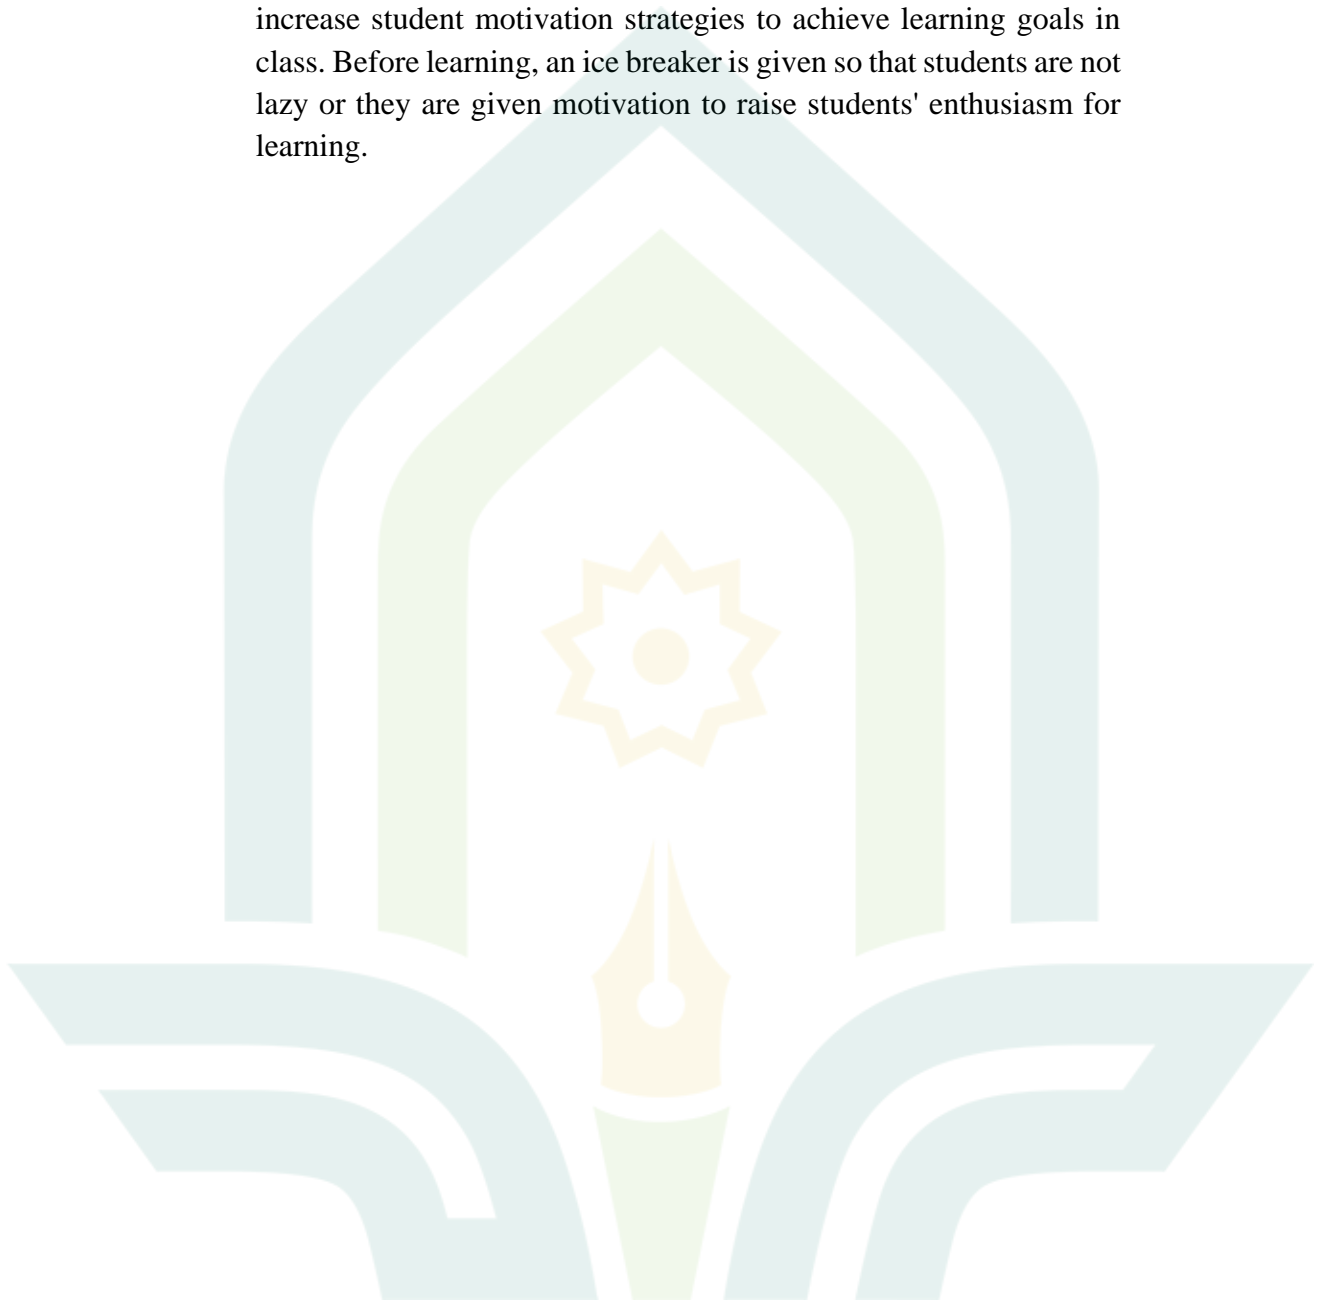 increase student motivation strategies to achieve learning goals in
class. Before learning, an ice breaker is given so that students are not
lazy or they are given motivation to raise students' enthusiasm for
learning.